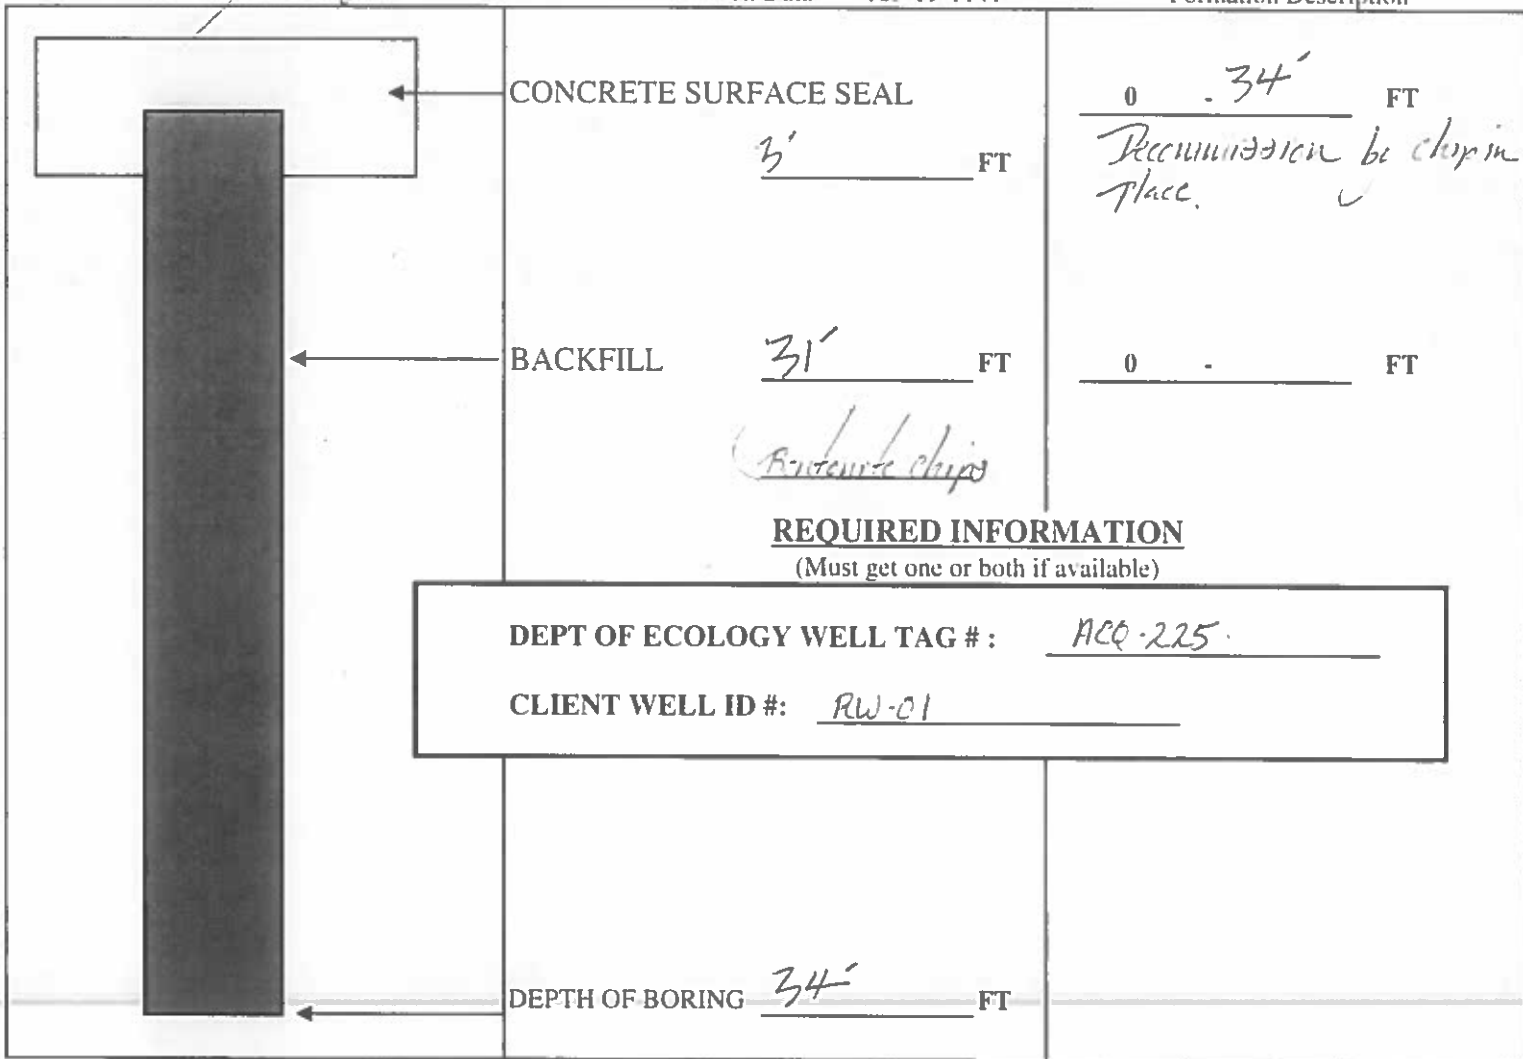 Formation Description
CONCRETE SURFACE SEAL
3' FT
0 - 34' FT
Decommission be chip in
place.
BACKFILL 31' FT
0 - FT
Bentonite chips
REQUIRED INFORMATION
(Must get one or both if available)
DEPT OF ECOLOGY WELL TAG # : ACQ-225
CLIENT WELL ID #: RW-01
DEPTH OF BORING 34' FT